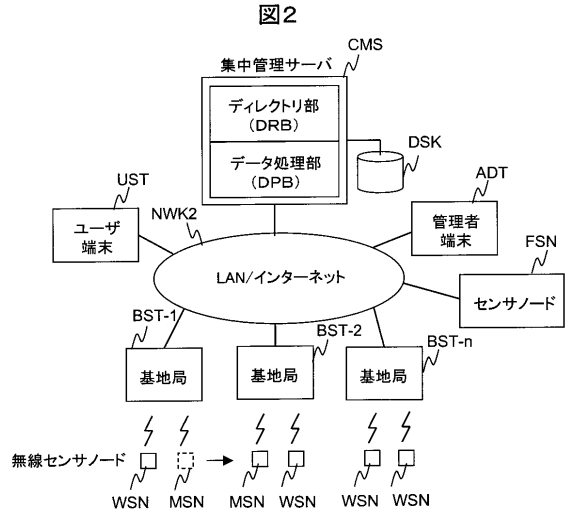 図2
CMS
集中管理サーバ
ディレクトリ部
(DRB)
DSK
データ処理部
(DPB)
UST
ADT
ユーザ
端末
NWK2
管理者
端末
FSN
LAN/インターネット
センサノード
BST-1
BST-2
BST-n
基地局
基地局
基地局
無線センサノード
WSN MSN MSN WSN WSN WSN